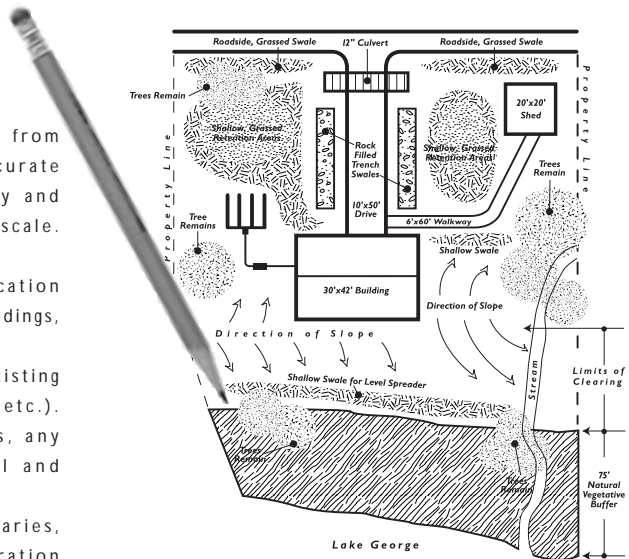 from
curate
y and
scale.
cation
dings,
isting
etc.).
s, any
l and
aries,
ration
Roadside, Grassed Swale
12" Culvert
Roadside, Grassed Swale
Trees Remain
Property Line
Property Line
Shallow, Grassed
Retention Areas
Rock
Filled
Trench
Swales
Shallow, Grassed
Retention Areas
20'x20'
Shed
Trees
Remain
10'x50'
Drive
6'x60' Walkway
Tree
Remains
Shallow Swale
30'x42' Building
Direction of Slope
Direction of Slope
Stream
Limits of
Clearing
Shallow Swale for Level Spreader
Trees
Remain
Trees
Remain
75'
Natural
Vegetative
Buffer
Lake George